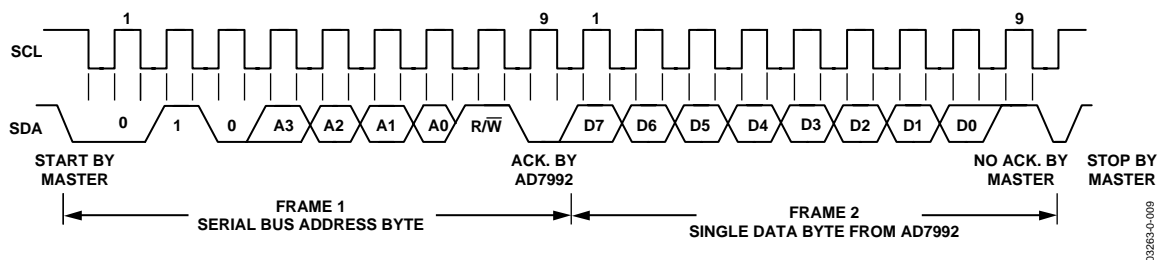 1 9 1 9
SCL
SDA 0 1 0 A3 A2 A1 A0 R/W̅ D7 D6 D5 D4 D3 D2 D1 D0
START BY
MASTER
ACK. BY
AD7992
NO ACK. BY
MASTER
STOP BY
MASTER
FRAME 1
SERIAL BUS ADDRESS BYTE
FRAME 2
SINGLE DATA BYTE FROM AD7992
03263-0-009